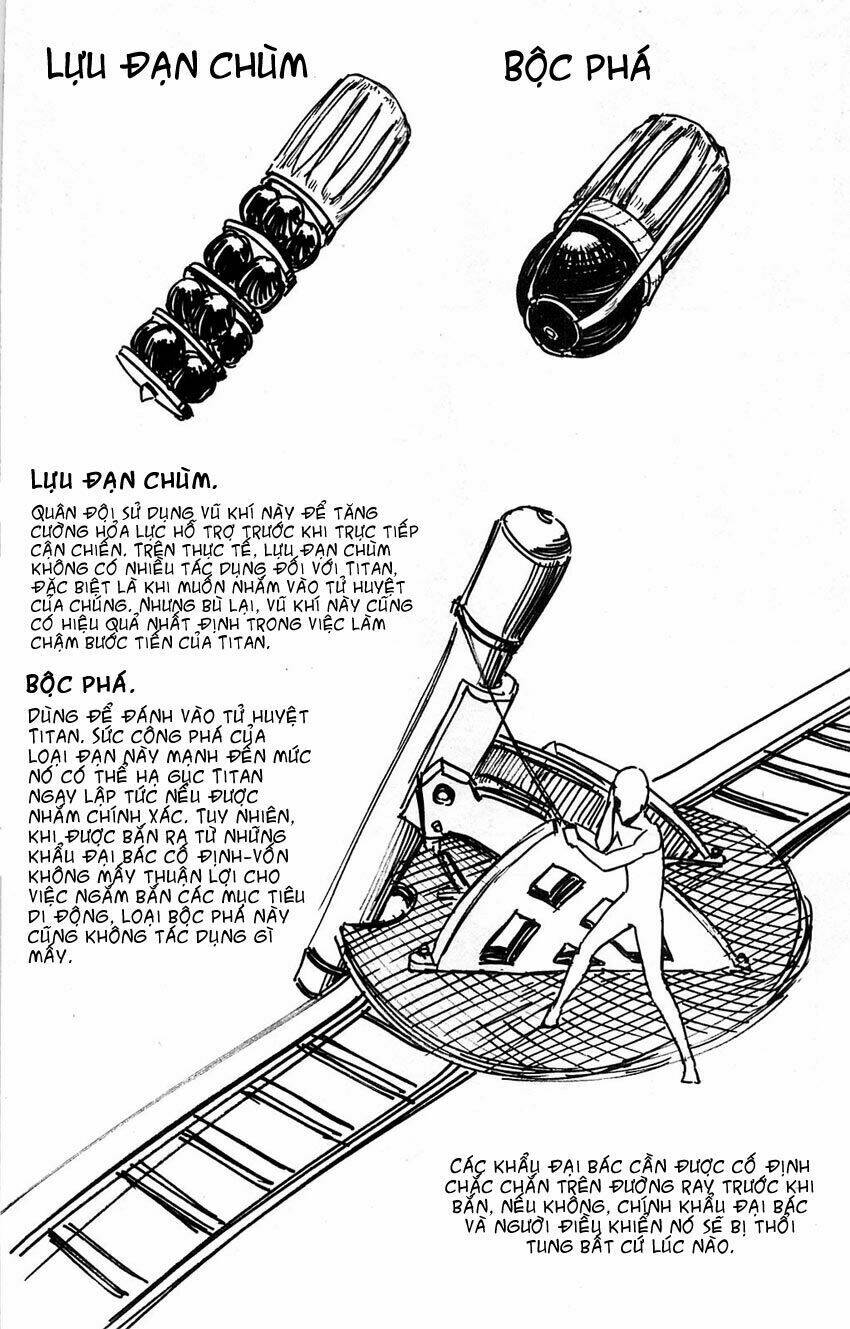 LỰU ĐẠN CHÙM
BỘC PHÁ
LỰU ĐẠN CHÙM.
QUÂN ĐỘI SỬ DỤNG VŨ KHÍ NÀY ĐỂ TĂNG
CƯỜNG HỎA LỰC HỖ TRỢ TRƯỚC KHI TRỰC TIẾP
CẬN CHIẾN. TRÊN THỰC TẾ, LỰU ĐẠN CHÙM
KHÔNG CÓ NHIỀU TÁC DỤNG ĐỐI VỚI TITAN,
ĐẶC BIỆT LÀ KHI MUỐN NHẮM VÀO TỬ HUYỆT
CỦA CHÚNG. NHƯNG BÙ LẠI, VŨ KHÍ NÀY CŨNG
CÓ HIỆU QUẢ NHẤT ĐỊNH TRONG VIỆC LÀM
CHẬM BƯỚC TIẾN CỦA TITAN.
BỘC PHÁ.
DÙNG ĐỂ ĐÁNH VÀO TỬ HUYỆT
TITAN. SỨC CÔNG PHÁ CỦA
LOẠI ĐẠN NÀY MẠNH ĐẾN MỨC
NÓ CÓ THỂ HẠ GỤC TITAN
NGAY LẬP TỨC NẾU ĐƯỢC
NHẮM CHÍNH XÁC. TUY NHIÊN,
KHI ĐƯỢC BẮN RA TỪ NHỮNG
KHẨU ĐẠI BÁC CỐ ĐỊNH-VỐN
KHÔNG MẤY THUẬN LỢI CHO
VIỆC NGẮM BẮN CÁC MỤC TIÊU
DI ĐỘNG, LOẠI BỘC PHÁ NÀY
CŨNG KHÔNG TÁC DỤNG GÌ
MẤY.
CÁC KHẨU ĐẠI BÁC CẦN ĐƯỢC CỐ ĐỊNH
CHẮC CHẮN TRÊN ĐƯỜNG RAY TRƯỚC KHI
BẮN, NẾU KHÔNG, CHÍNH KHẨU ĐẠI BÁC
VÀ NGƯỜI ĐIỀU KHIỂN NÓ SẼ BỊ THỔI
TUNG BẤT CỨ LÚC NÀO.